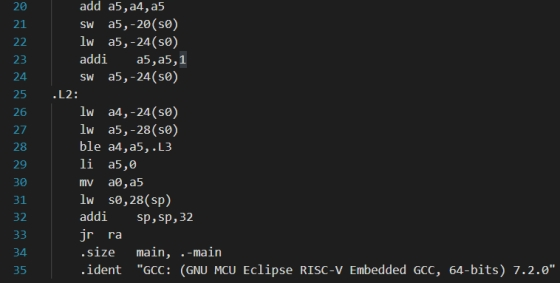 20 add a5,a4,a5
21 sw a5,-20(s0)
22 lw a5,-24(s0)
23 addi a5,a5,1
24 sw a5,-24(s0)
25 .L2:
26 lw a4,-24(s0)
27 lw a5,-28(s0)
28 ble a4,a5,.L3
29 li a5,0
30 mv a0,a5
31 lw s0,28(sp)
32 addi sp,sp,32
33 jr ra
34 .size main, .-main
35 .ident "GCC: (GNU MCU Eclipse RISC-V Embedded GCC, 64-bits) 7.2.0"